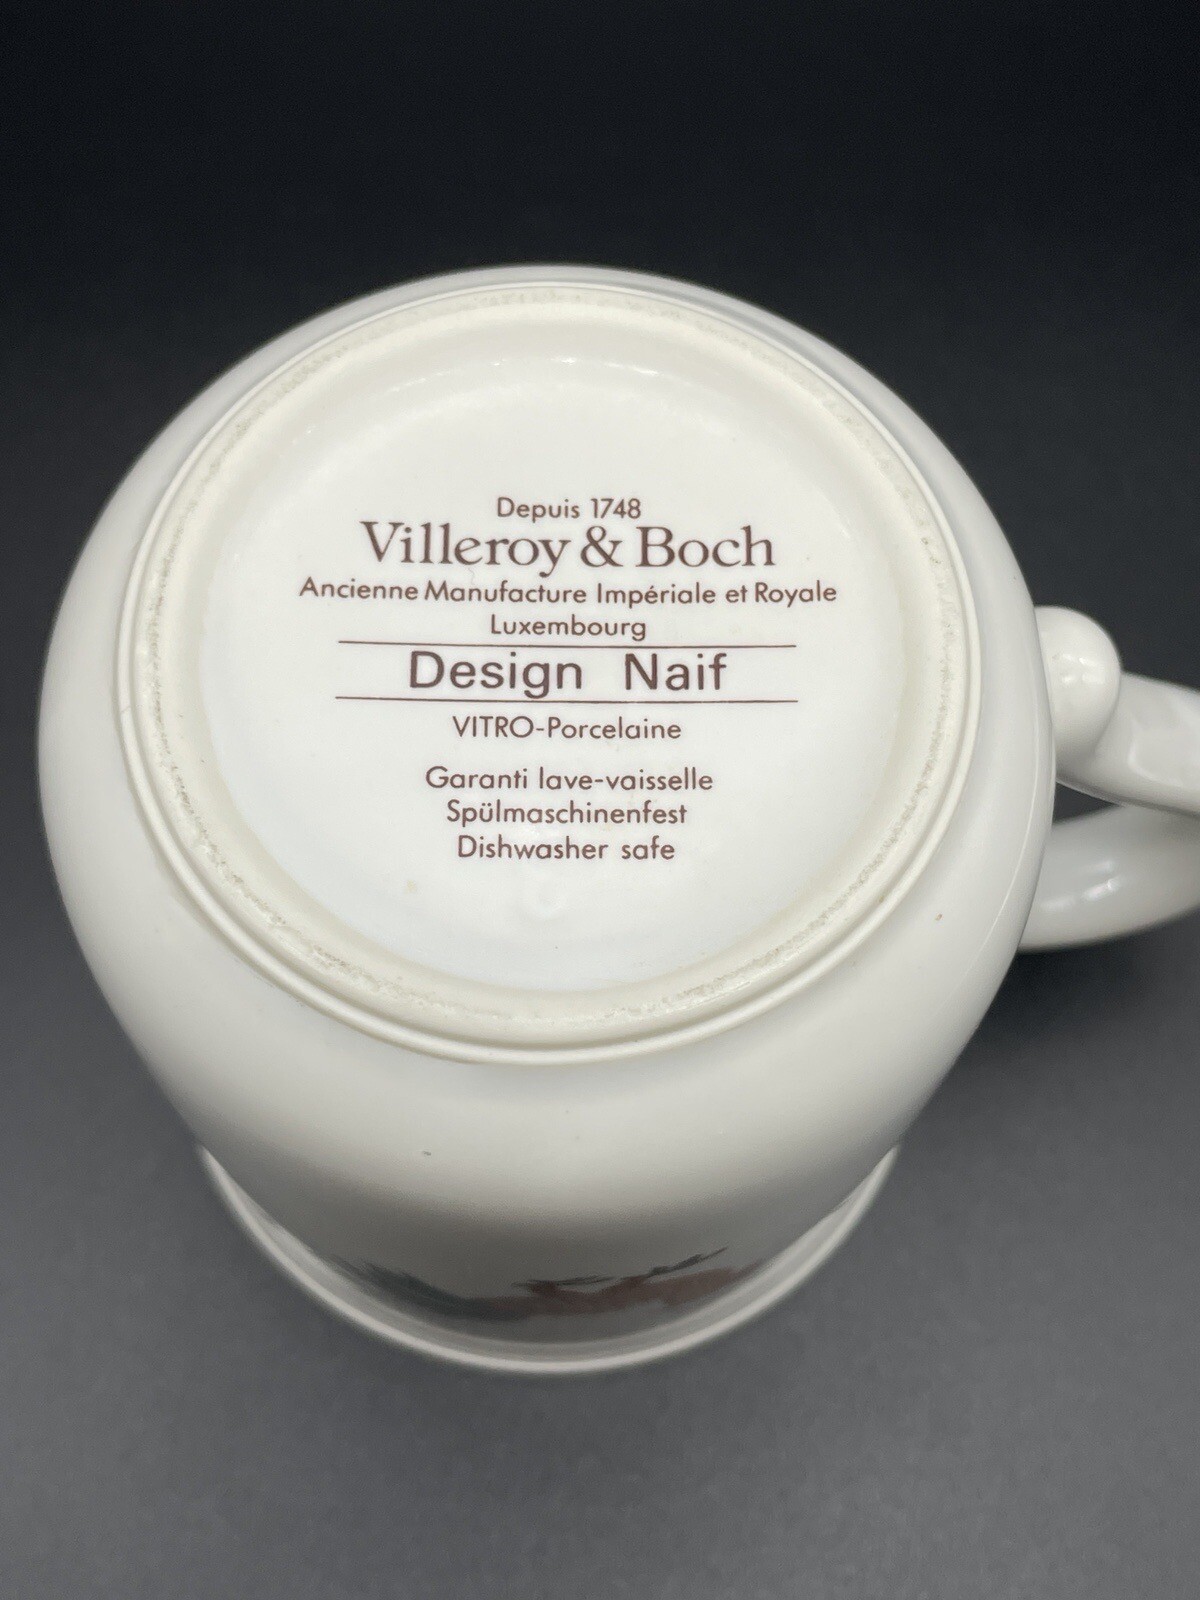 Depuis 1748
Villeroy & Boch
Ancienne Manufacture Impériale et Royale
Luxembourg
Design Naif
VITRO-Porcelaine
Garanti lave-vaisselle
Spülmaschinenfest
Dishwasher safe